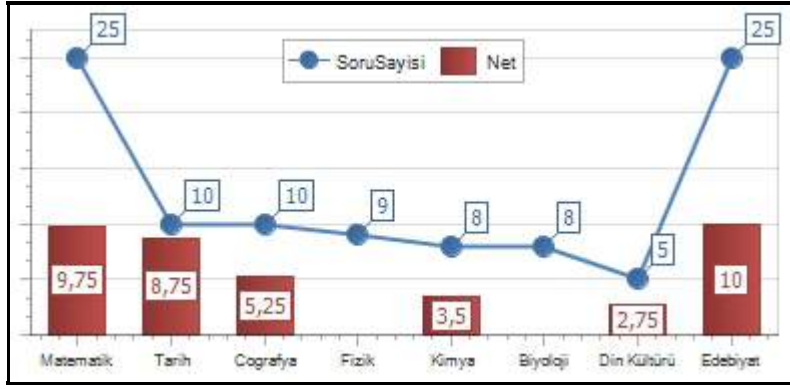 25
25
SoruSayisi
Net
10
10
9
8
8
5
9,75
8,75
5,25
3,5
2,75
10
Matematik
Tarih
Cografya
Fizik
Kimya
Biyoloji
Din Kültürü
Edebiyat